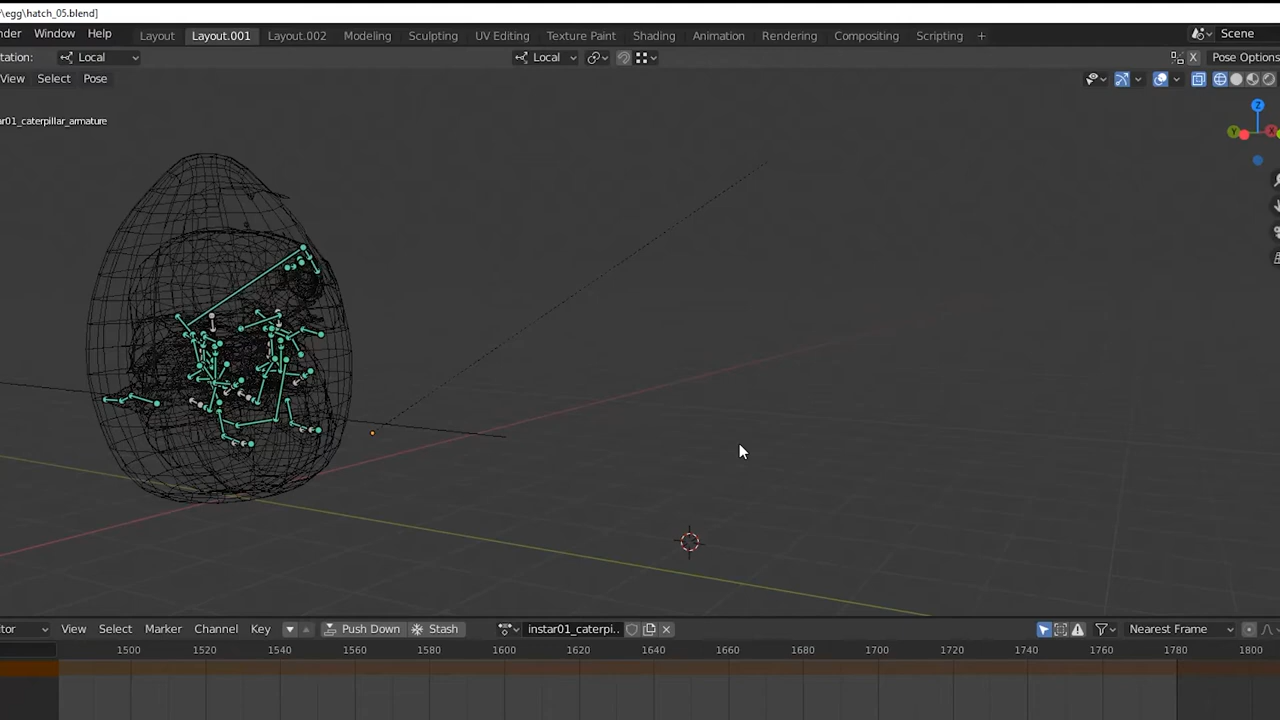 \egg\hatch_05.blend]
nder Window Help Layout Layout.001 Layout.002 Modeling Sculpting UV Editing Texture Paint Shading Animation Rendering Compositing Scripting + Scene
tation: Local Local X Pose Options
View Select Pose
ar01_caterpillar_armature
Z
Y X
tor View Select Marker Channel Key Push Down Stash instar01_caterpi.. Nearest Frame
1500 1520 1540 1560 1580 1600 1620 1640 1660 1680 1700 1720 1740 1760 1780 1800